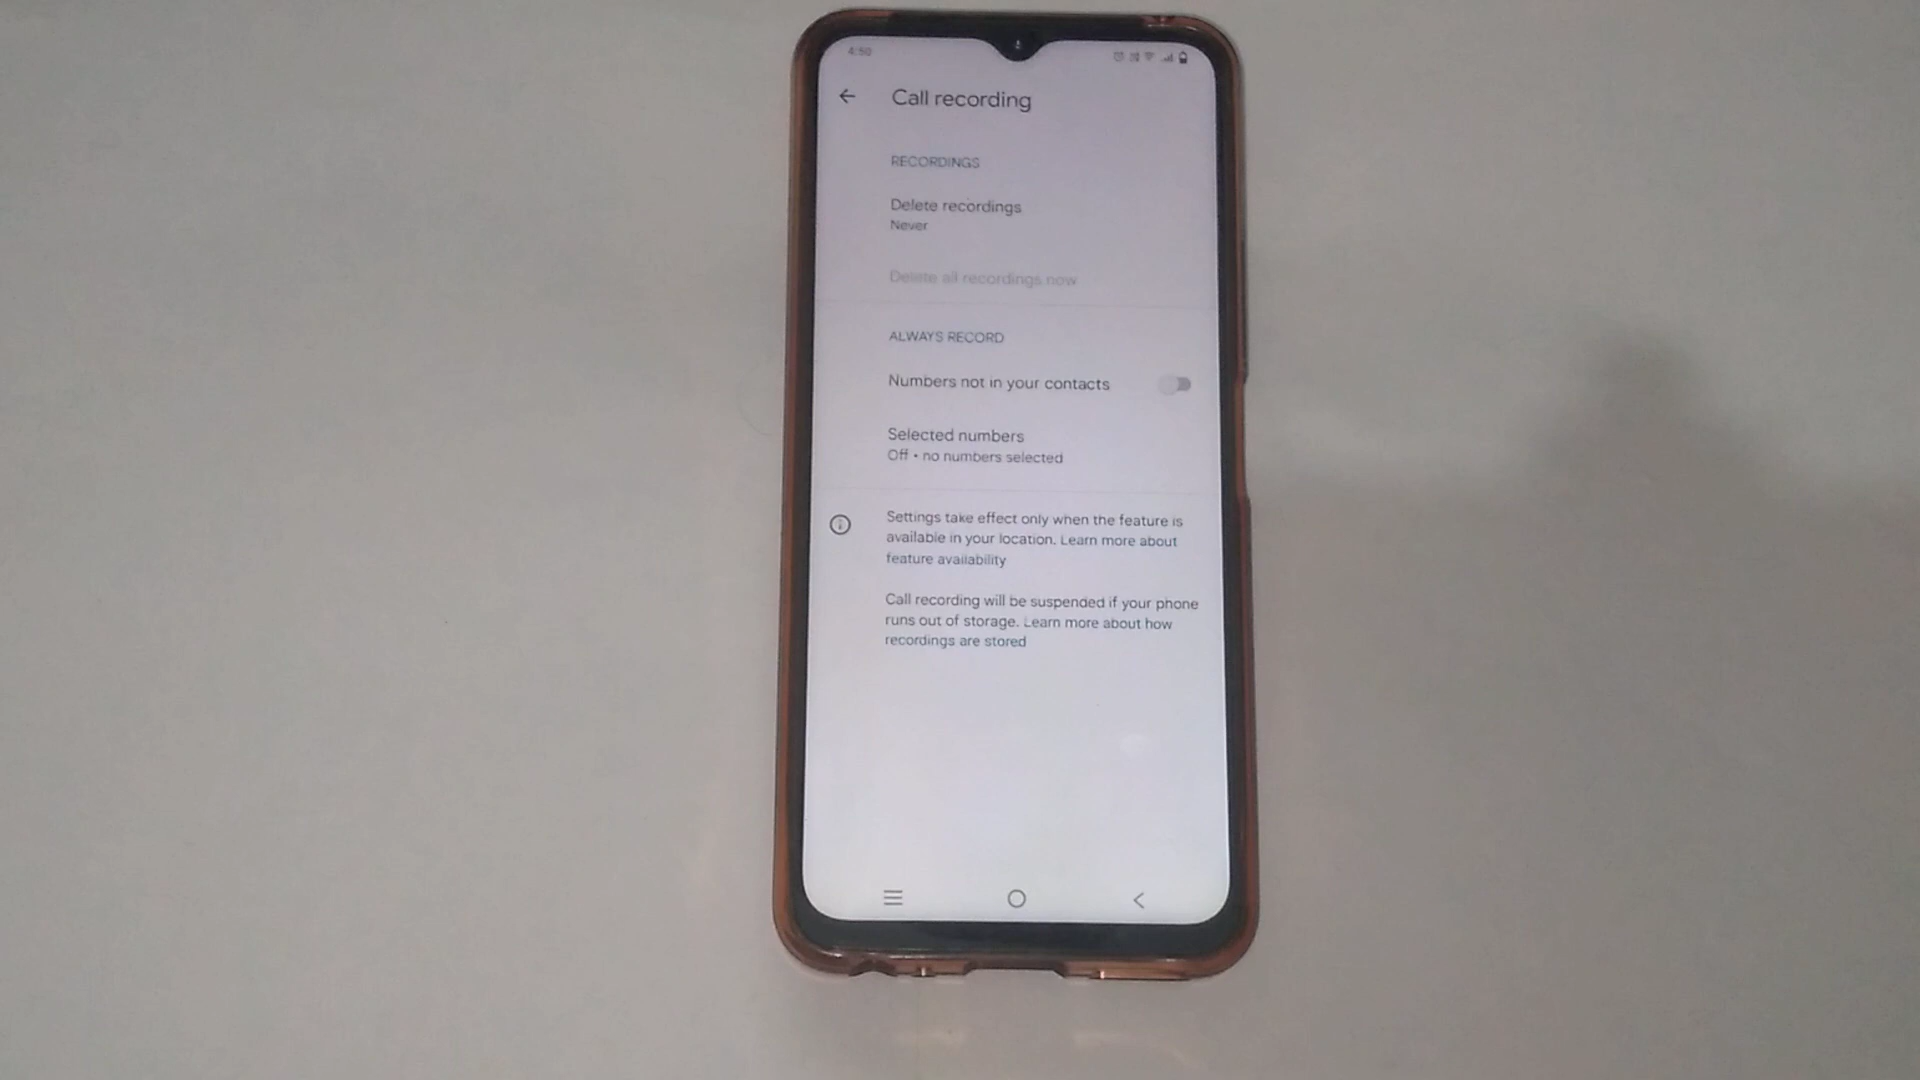 4:50
Call recording
RECORDINGS
Delete recordings
Never
Delete all recordings now
ALWAYS RECORD
Numbers not in your contacts
Selected numbers
Off • no numbers selected
Settings take effect only when the feature is
available in your location. Learn more about
feature availability
Call recording will be suspended if your phone
runs out of storage. Learn more about how
recordings are stored